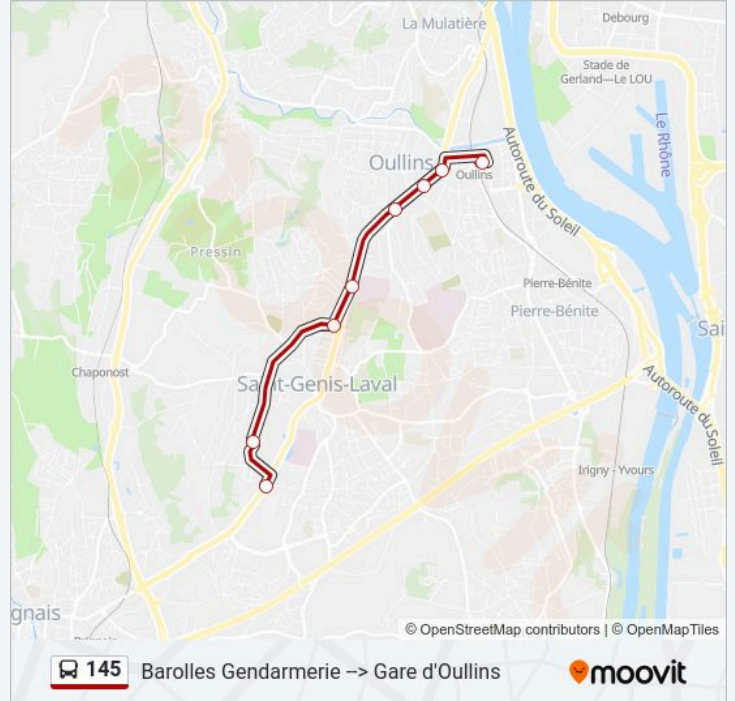 La Mulatière
Debourg
Stade de
Gerland—Le LOU
Le Rhône
Autoroute du Soleil
Oullins
Oullins
Pressin
Pierre-Bénite
Pierre-Bénite
Sai
Chaponost
Saint-Genis-Laval
Autoroute du Soleil
Irigny - Yvours
gnais
© OpenStreetMap contributors | © OpenMapTiles
145 Barolles Gendarmerie --> Gare d'Oullins
moovit